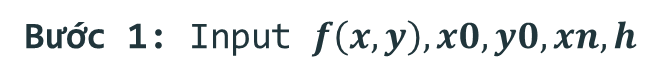 Bước 1: Input f(x, y), x0, y0, xn, h